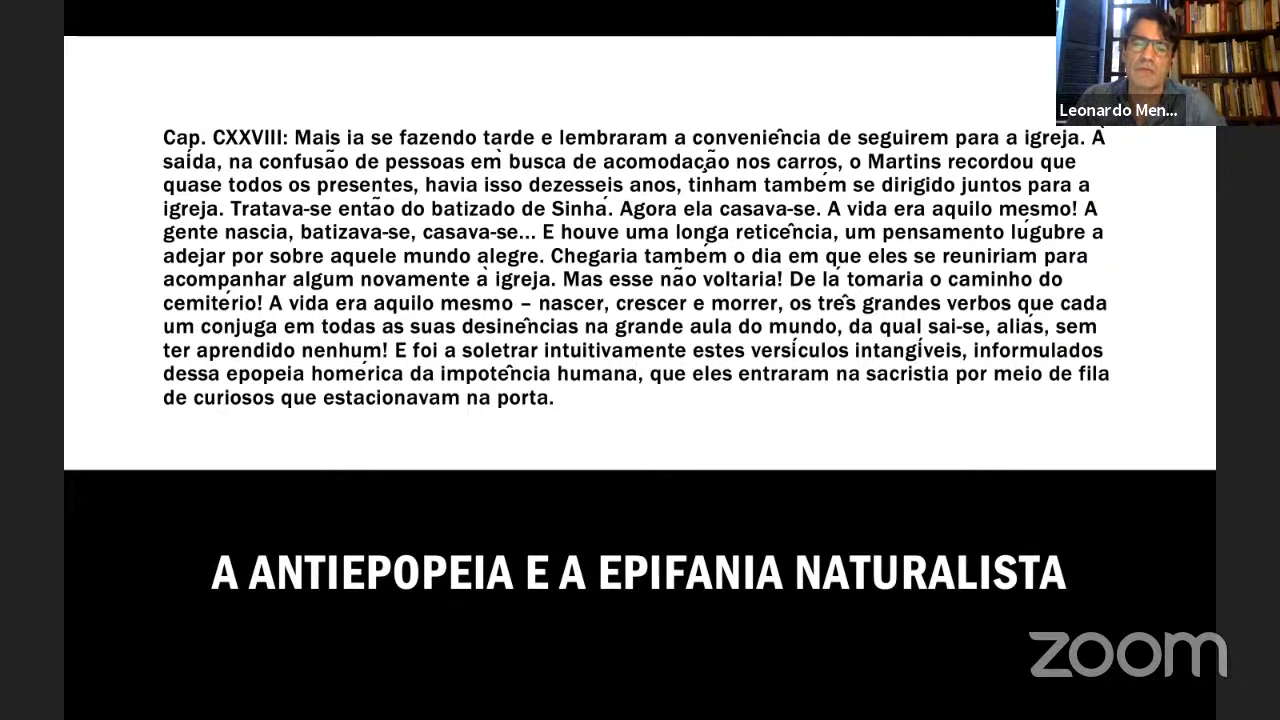 Leonardo Men...
Cap. CXXVIII: Mais ia se fazendo tarde e lembraram a conveniência de seguirem para a igreja. À
saída, na confusão de pessoas em busca de acomodação nos carros, o Martins recordou que
quase todos os presentes, havia isso dezesseis anos, tinham também se dirigido juntos para a
igreja. Tratava-se então do batizado de Sinhá. Agora ela casava-se. A vida era aquilo mesmo! A
gente nascia, batizava-se, casava-se... E houve uma longa reticência, um pensamento lúgubre a
adejar por sobre aquele mundo alegre. Chegaria também o dia em que eles se reuniriam para
acompanhar algum novamente à igreja. Mas esse não voltaria! De lá tomaria o caminho do
cemitério! A vida era aquilo mesmo – nascer, crescer e morrer, os três grandes verbos que cada
um conjuga em todas as suas desinências na grande aula do mundo, da qual sai-se, aliás, sem
ter aprendido nenhum! E foi a soletrar intuitivamente estes versículos intangíveis, informulados
dessa epopeia homérica da impotência humana, que eles entraram na sacristia por meio de fila
de curiosos que estacionavam na porta.
A ANTIEPOPEIA E A EPIFANIA NATURALISTA
zoom